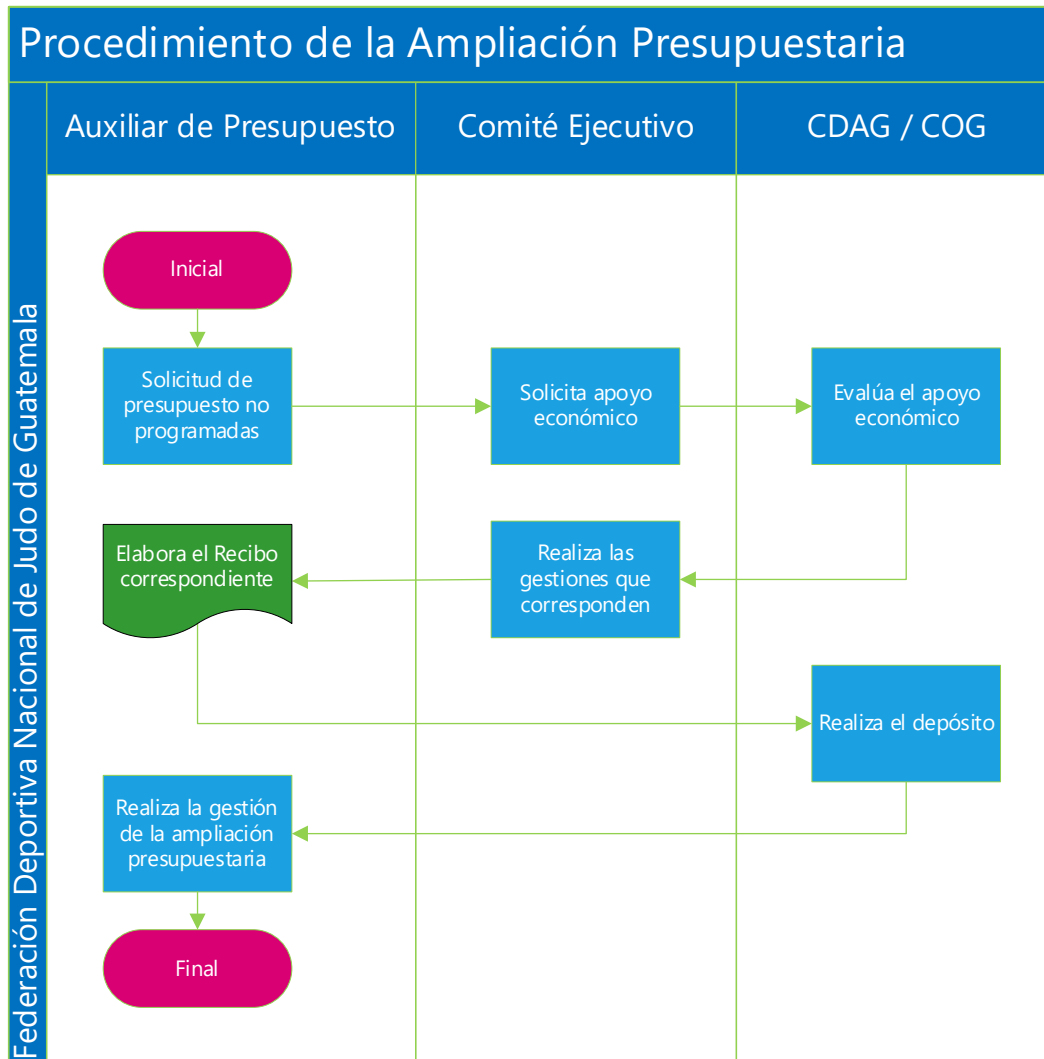 Procedimiento de la Ampliación Presupuestaria
Federación Deportiva Nacional de Judo de Guatemala
Auxiliar de Presupuesto
Comité Ejecutivo
CDAG / COG
Inicial
Solicitud de
presupuesto no
programadas
Solicita apoyo
económico
Evalúa el apoyo
económico
Elabora el Recibo
correspondiente
Realiza las
gestiones que
corresponden
Realiza el depósito
Realiza la gestión
de la ampliación
presupuestaria
Final